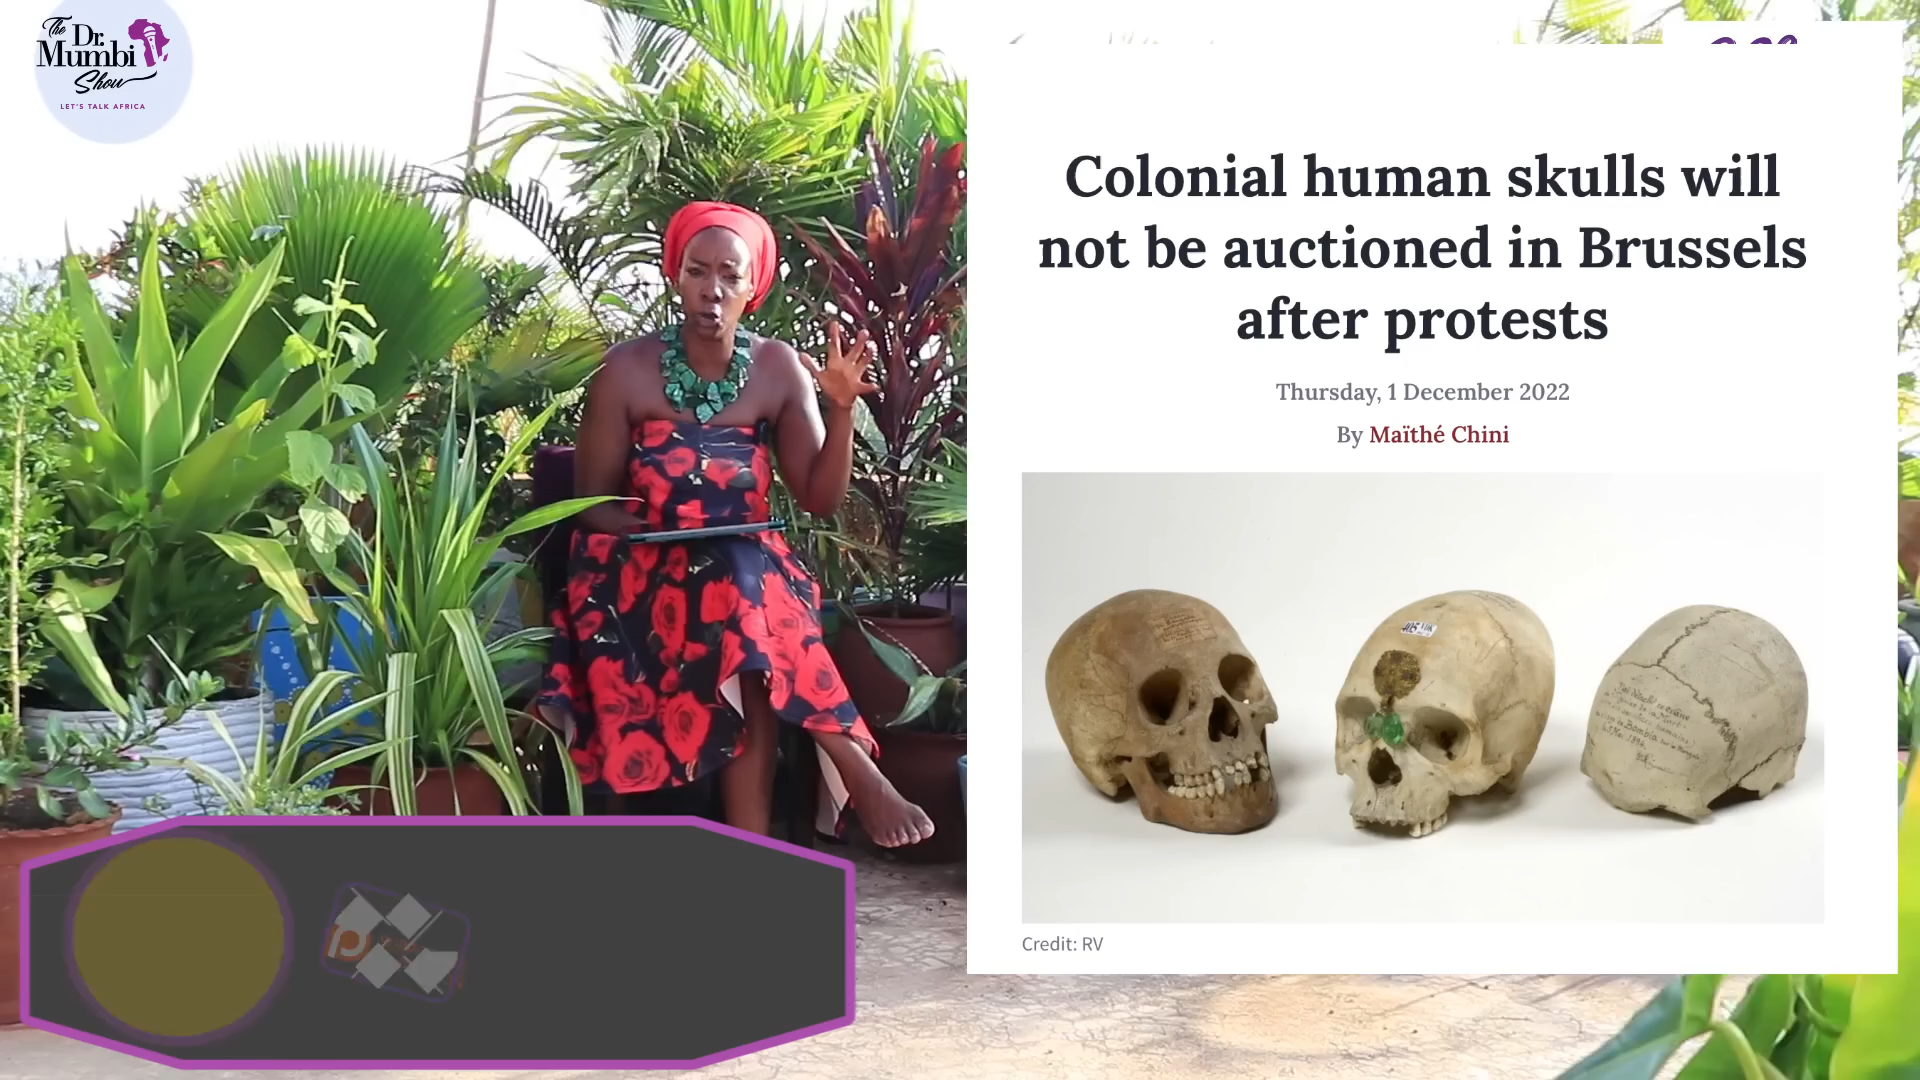 The
Dr.
Mumbi
Show
LET'S TALK AFRICA
Colonial human skulls will
not be auctioned in Brussels
after protests
Thursday, 1 December 2022
By Maïthé Chini
Credit: RV